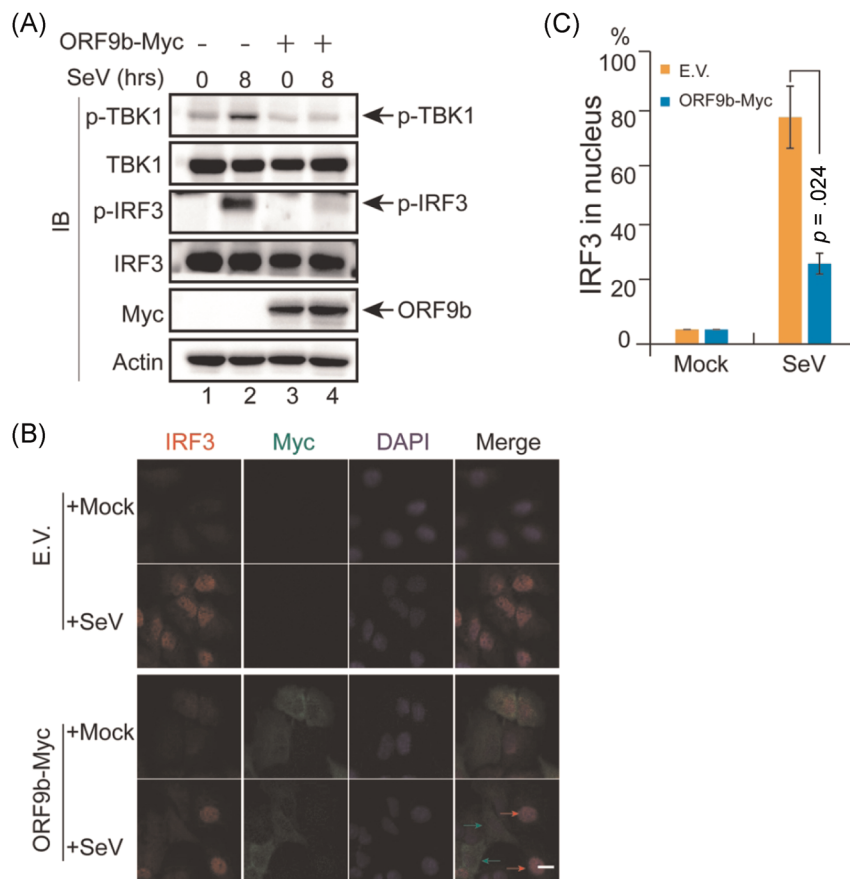 (A)
ORF9b-Myc - - + +
SeV (hrs) 0 8 0 8
IB
p-TBK1 p-TBK1
TBK1
p-IRF3 p-IRF3
IRF3
Myc ORF9b
Actin
1 2 3 4
(C)
%
E.V.
ORF9b-Myc
IRF3 in nucleus
100
80
60
40
20
0
p = .024
Mock SeV
(B)
IRF3 Myc DAPI Merge
E.V.
+Mock
+SeV
ORF9b-Myc
+Mock
+SeV